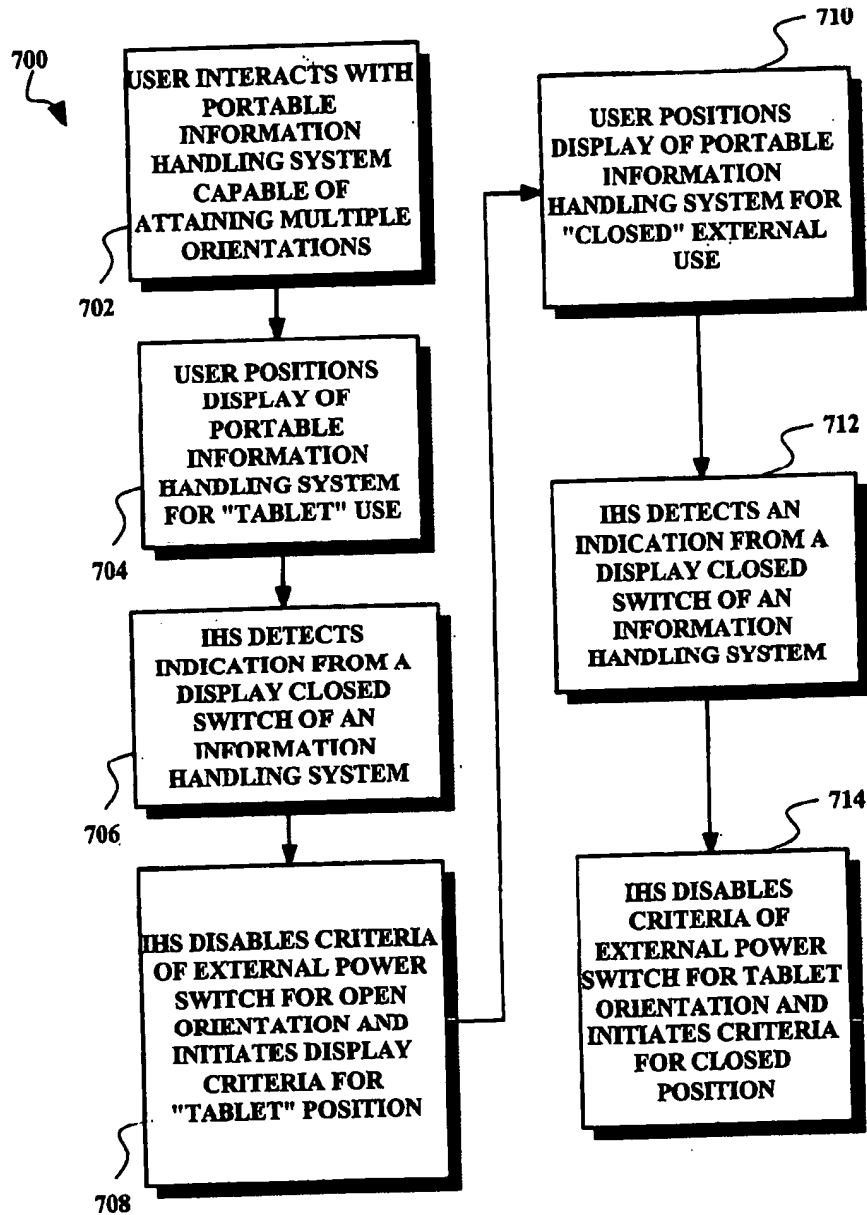 700
USER INTERACTS WITH
PORTABLE
INFORMATION
HANDLING SYSTEM
CAPABLE OF
ATTAINING MULTIPLE
ORIENTATIONS
702
USER POSITIONS
DISPLAY OF
PORTABLE
INFORMATION
HANDLING SYSTEM
FOR "TABLET" USE
704
IHS DETECTS
INDICATION FROM A
DISPLAY CLOSED
SWITCH OF AN
INFORMATION
HANDLING SYSTEM
706
IHS DISABLES CRITERIA
OF EXTERNAL POWER
SWITCH FOR OPEN
ORIENTATION AND
INITIATES DISPLAY
CRITERIA FOR
"TABLET" POSITION
708
710
USER POSITIONS
DISPLAY OF PORTABLE
INFORMATION
HANDLING SYSTEM FOR
"CLOSED" EXTERNAL
USE
712
IHS DETECTS AN
INDICATION FROM A
DISPLAY CLOSED
SWITCH OF AN
INFORMATION
HANDLING SYSTEM
714
IHS DISABLES
CRITERIA OF
EXTERNAL POWER
SWITCH FOR TABLET
ORIENTATION AND
INITIATES CRITERIA
FOR CLOSED
POSITION